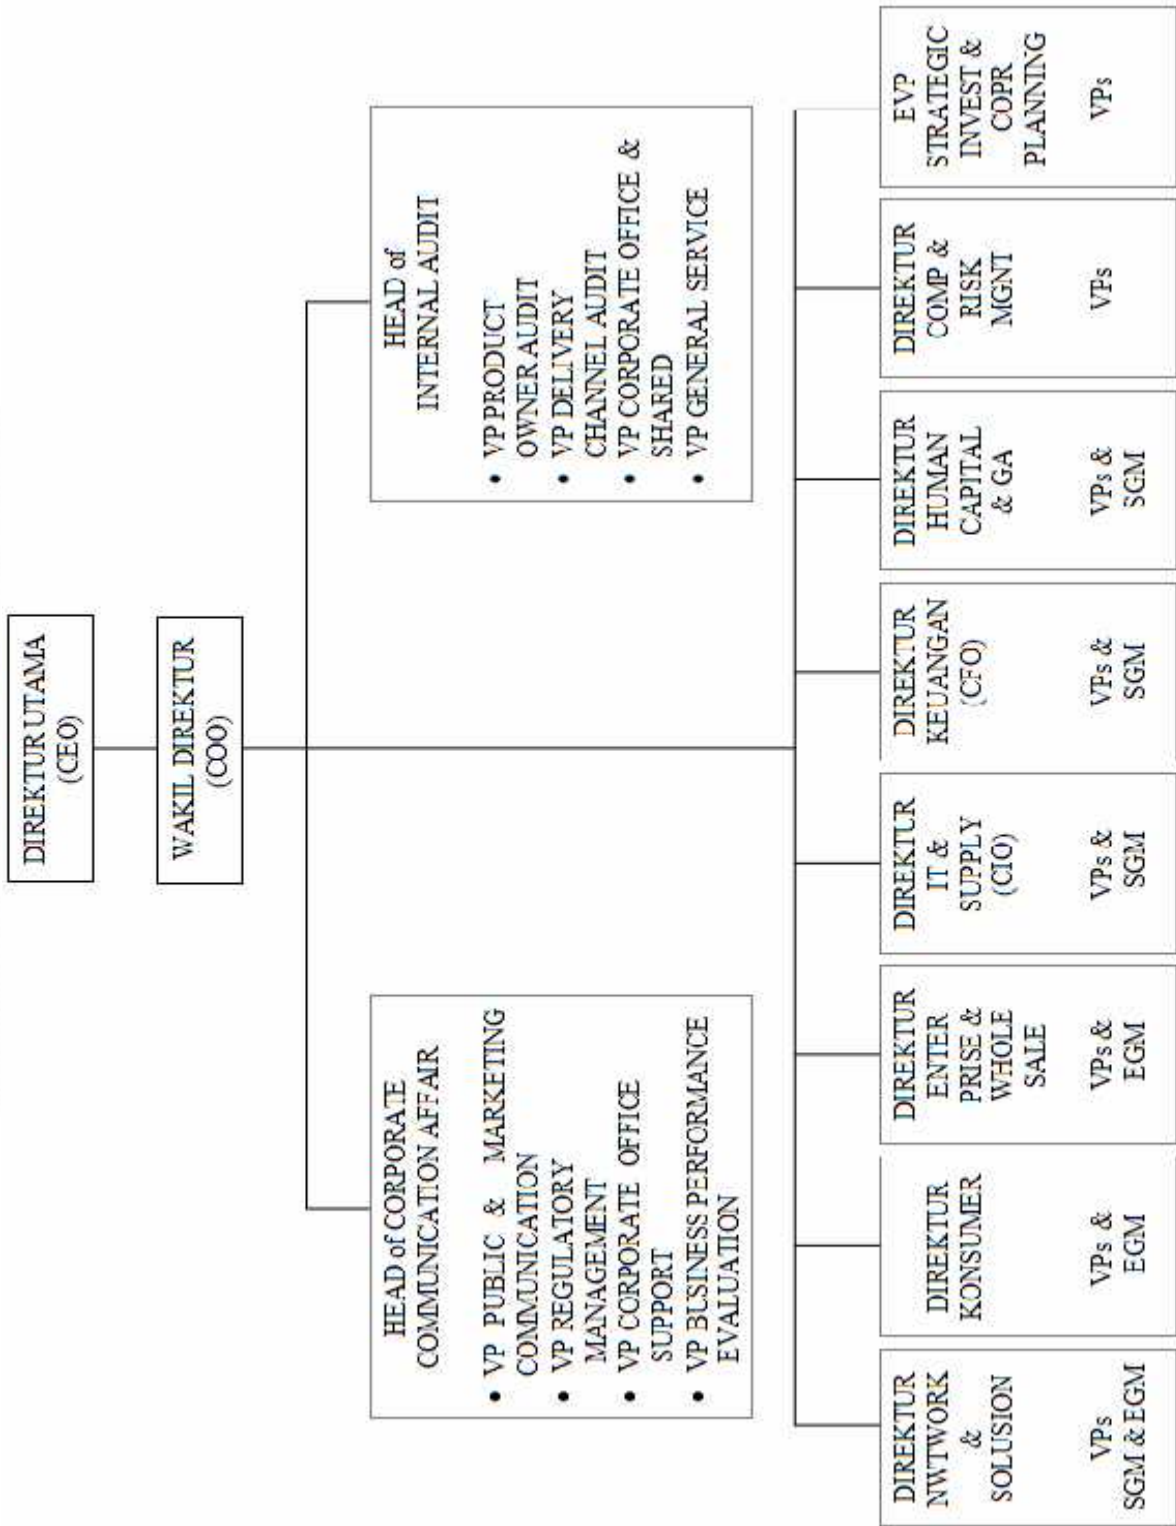 DIREKTUR UTAMA
(CEO)
WAKIL DIREKTUR
(COO)
HEAD of CORPORATE
COMMUNICATION AFFAIR
• VP PUBLIC & MARKETING
COMMUNICATION
• VP REGULATORY
MANAGEMENT
• VP CORPORATE OFFICE
SUPPORT
• VP BUSINESS PERFORMANCE
EVALUATION
HEAD of
INTERNAL AUDIT
• VP PRODUCT
OWNER AUDIT
• VP DELIVERY
CHANNEL AUDIT
• VP CORPORATE OFFICE &
SHARED
• VP GENERAL SERVICE
DIREKTUR
NWTWORK
&
SOLUSION
VPs
SGM & EGM
DIREKTUR
KONSUMER
VPs &
EGM
DIREKTUR
ENTER
PRISE &
WHOLE
SALE
VPs &
EGM
DIREKTUR
IT &
SUPPLY
(CIO)
VPs &
SGM
DIREKTUR
KEUANGAN
(CFO)
VPs &
SGM
DIREKTUR
HUMAN
CAPITAL
& GA
VPs &
SGM
DIREKTUR
COMP &
RISK
MGNT
VPs
EVP
STRATEGIC
INVEST &
COPR
PLANNING
VPs